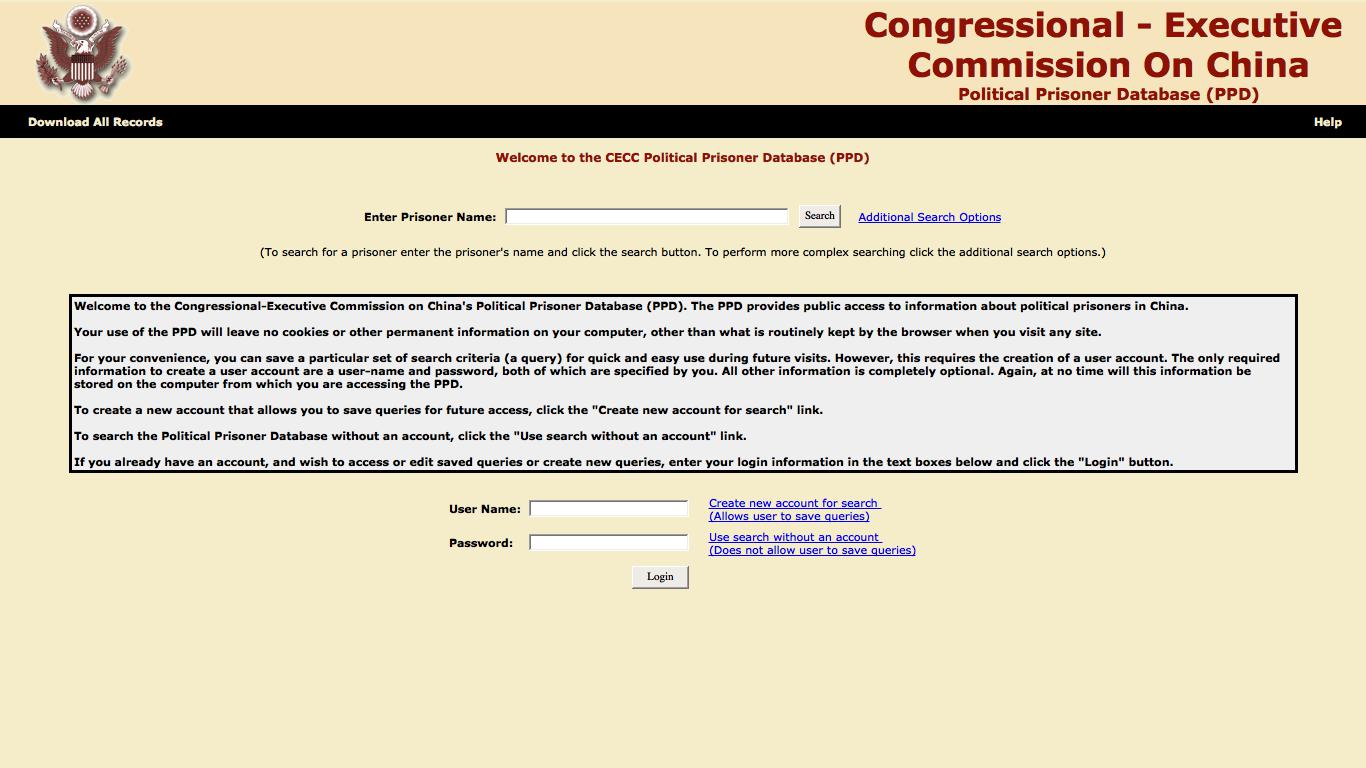 Congressional - Executive
Commission On China
Political Prisoner Database (PPD)
Download All Records
Help
Welcome to the CECC Political Prisoner Database (PPD)
Enter Prisoner Name:
Search
Additional Search Options
(To search for a prisoner enter the prisoner's name and click the search button. To perform more complex searching click the additional search options.)
Welcome to the Congressional-Executive Commission on China's Political Prisoner Database (PPD). The PPD provides public access to information about political prisoners in China.
Your use of the PPD will leave no cookies or other permanent information on your computer, other than what is routinely kept by the browser when you visit any site.
For your convenience, you can save a particular set of search criteria (a query) for quick and easy use during future visits. However, this requires the creation of a user account. The only required
information to create a user account are a user-name and password, both of which are specified by you. All other information is completely optional. Again, at no time will this information be
stored on the computer from which you are accessing the PPD.
To create a new account that allows you to save queries for future access, click the "Create new account for search" link.
To search the Political Prisoner Database without an account, click the "Use search without an account" link.
If you already have an account, and wish to access or edit saved queries or create new queries, enter your login information in the text boxes below and click the "Login" button.
User Name:
Create new account for search
(Allows user to save queries)
Password:
Use search without an account
(Does not allow user to save queries)
Login